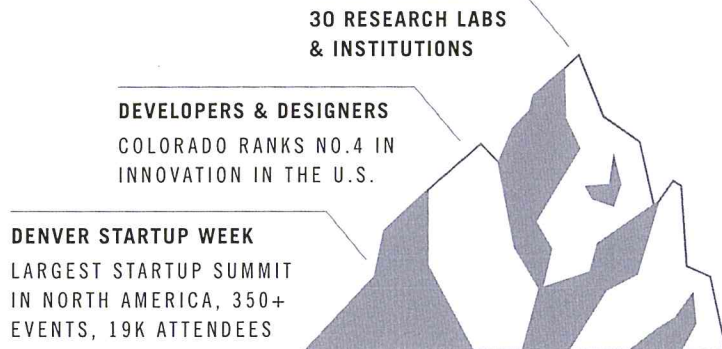 30 RESEARCH LABS
& INSTITUTIONS
DEVELOPERS & DESIGNERS
COLORADO RANKS NO.4 IN
INNOVATION IN THE U.S.
DENVER STARTUP WEEK
LARGEST STARTUP SUMMIT
IN NORTH AMERICA, 350+
EVENTS, 19K ATTENDEES